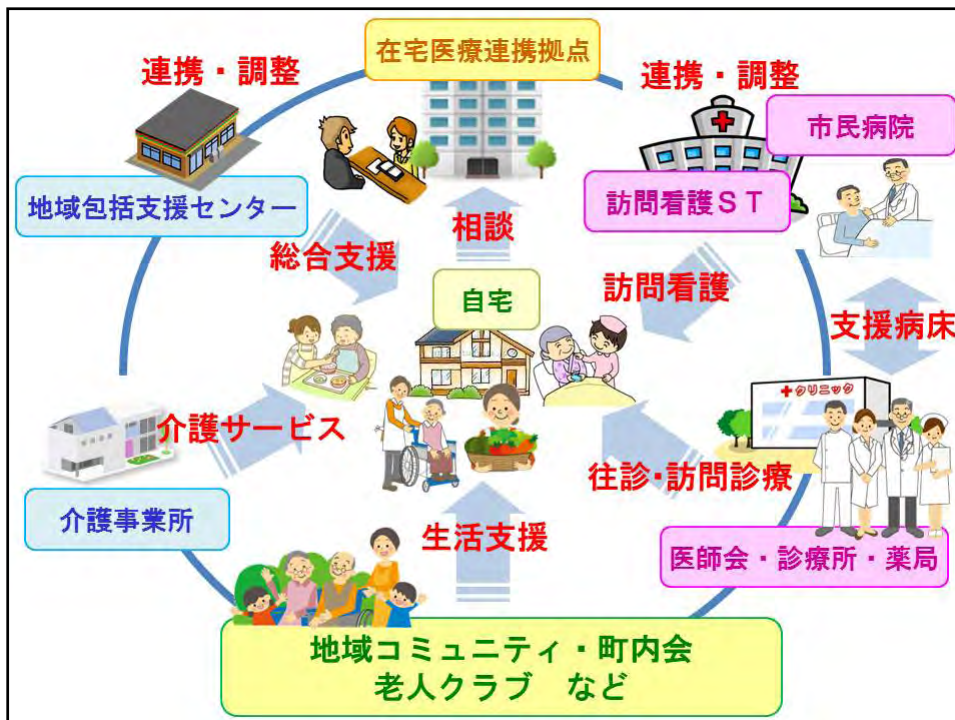 在宅医療連携拠点
連携・調整
連携・調整
市民病院
地域包括支援センター
訪問看護ST
総合支援
相談
訪問看護
自宅
支援病床
クリニック
介護サービス
往診・訪問診療
介護事業所
生活支援
医師会・診療所・薬局
地域コミュニティ・町内会
老人クラブ　など